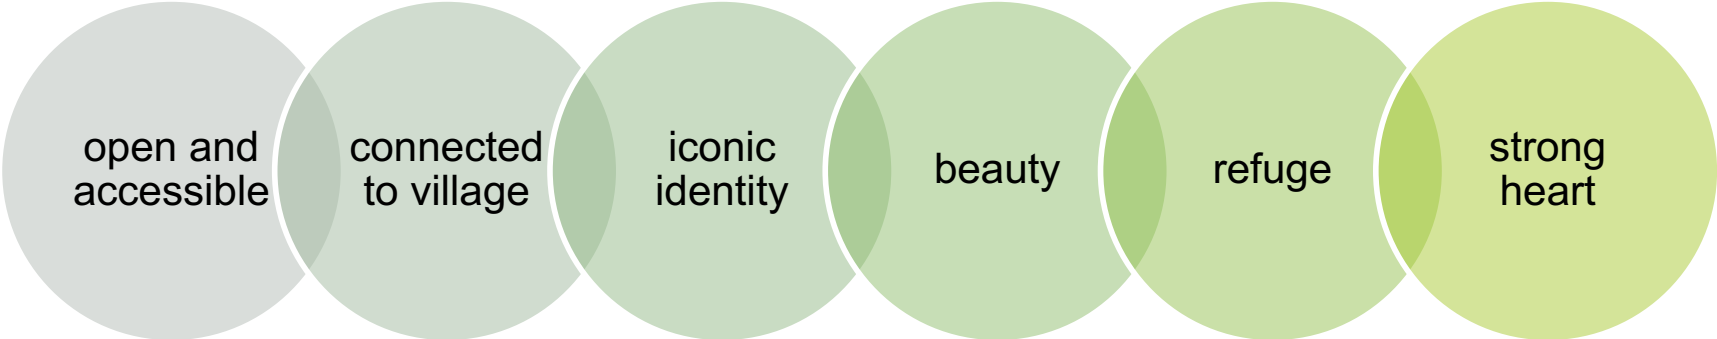 open and
accessible
connected
to village
iconic
identity
beauty
refuge
strong
heart